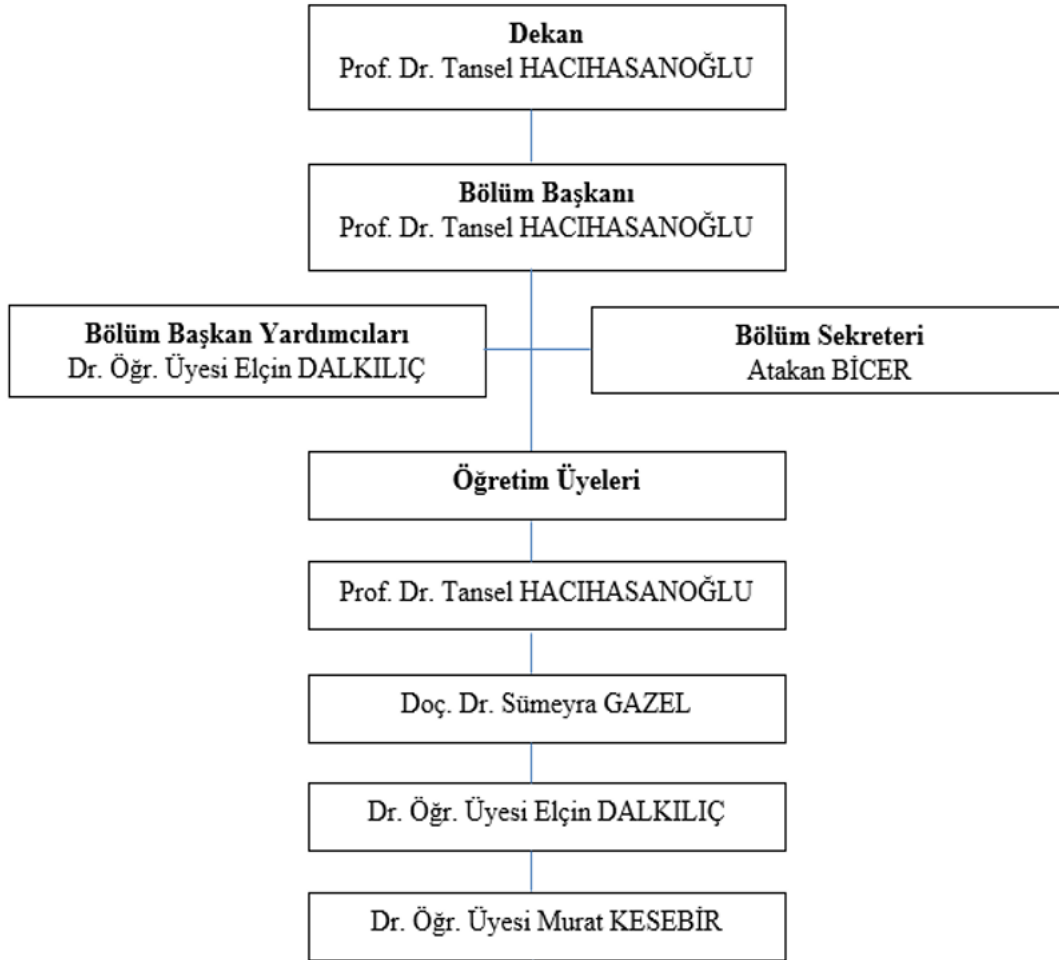 Dekan
Prof. Dr. Tansel HACIHASANOĞLU
Bölüm Başkanı
Prof. Dr. Tansel HACIHASANOĞLU
Bölüm Başkan Yardımcıları
Dr. Öğr. Üyesi Elçin DALKILIÇ
Bölüm Sekreteri
Atakan BİCER
Öğretim Üyeleri
Prof. Dr. Tansel HACIHASANOĞLU
Doç. Dr. Sümeyra GAZEL
Dr. Öğr. Üyesi Elçin DALKILIÇ
Dr. Öğr. Üyesi Murat KESEBİR